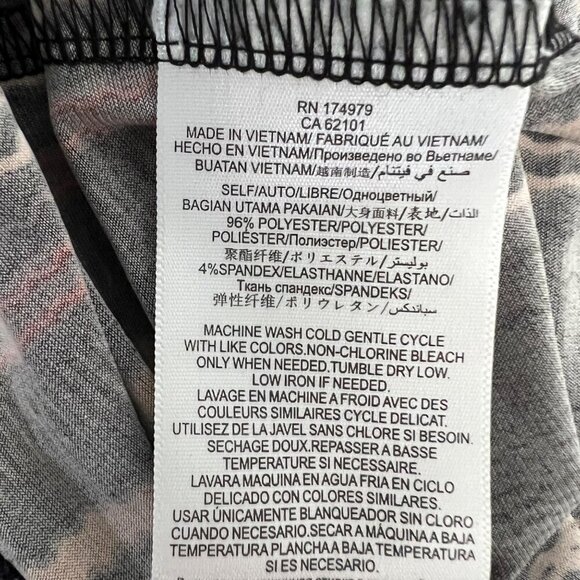 RN 174979
CA 62101
MADE IN VIETNAM/ FABRIQUÉ AU VIETNAM/
HECHO EN VIETNAM/Произведено во Вьетнаме/
BUATAN VIETNAM/越南制造/صنع في فيتنام
SELF/AUTO/LIBRE/Одноцветный/
BAGIAN UTAMA PAKAIAN/大身面料/表地/الذات
96% POLYESTER/POLYESTER/
POLIÉSTER/Полиэстер/POLIESTER/
聚酯纤维/ポリエステル/بوليستر
4%SPANDEX/ELASTHANNE/ELASTANO/
Ткань спандекс/SPANDEKS/
弹性纤维/ポリウレタン/سباندكس
MACHINE WASH COLD GENTLE CYCLE
WITH LIKE COLORS.NON-CHLORINE BLEACH
ONLY WHEN NEEDED.TUMBLE DRY LOW.
LOW IRON IF NEEDED.
LAVAGE EN MACHINE A FROID AVEC DES
COULEURS SIMILAIRES CYCLE DELICAT.
UTILISEZ DE LA JAVEL SANS CHLORE SI BESOIN.
SECHAGE DOUX.REPASSER A BASSE
TEMPERATURE SI NECESSAIRE.
LAVARA MAQUINA EN AGUA FRIA EN CICLO
DELICADO CON COLORES SIMILARES.
USAR ÚNICAMENTE BLANQUEADOR SIN CLORO
CUANDO NECESARIO.SECAR A MÁQUINA A BAJA
TEMPERATURA PLANCHA A BAJA TEMPERATURA
SI ES NECESARIO.